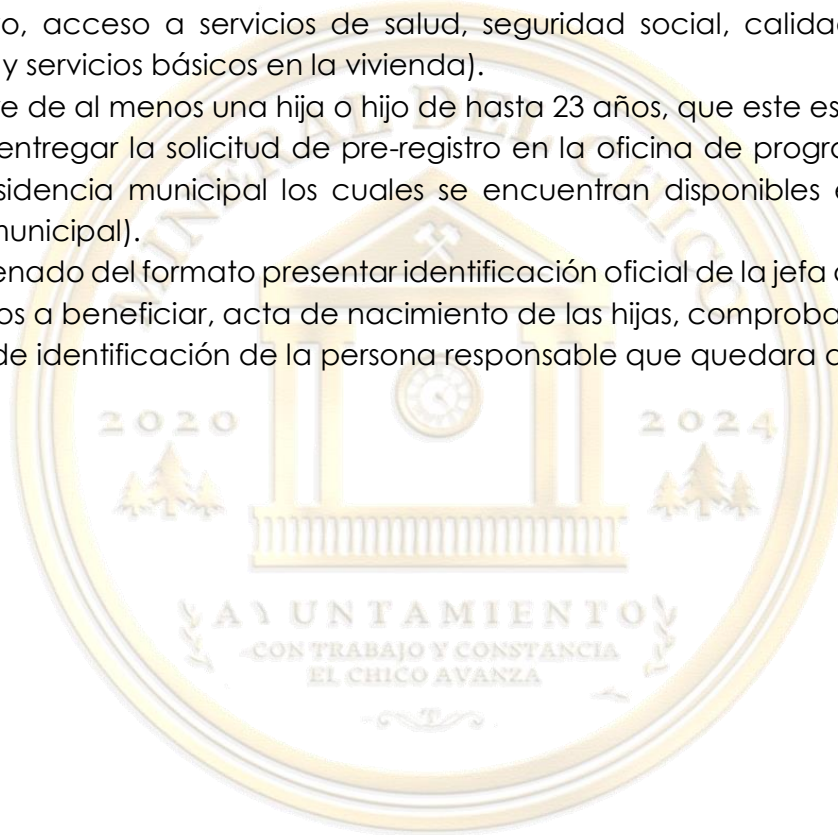 o, acceso a servicios de salud, seguridad social, calidad
y servicios básicos en la vivienda).
e de al menos una hija o hijo de hasta 23 años, que este es
entregar la solicitud de pre-registro en la oficina de progra
sidencia municipal los cuales se encuentran disponibles e
municipal).
enado del formato presentar identificación oficial de la jefa o
os a beneficiar, acta de nacimiento de las hijas, comproba
de identificación de la persona responsable que quedara a
MINERAL DEL CHICO
2020 2024
AYUNTAMIENTO
CON TRABAJO Y CONSTANCIA
EL CHICO AVANZA